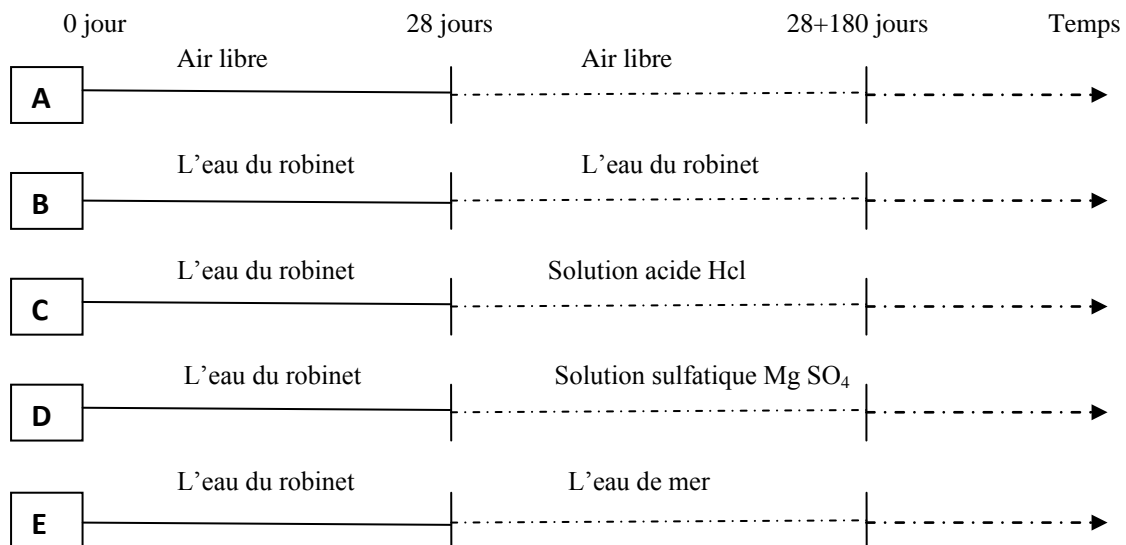 0 jour 28 jours 28+180 jours Temps
Air libre Air libre
A
L’eau du robinet L’eau du robinet
B
L’eau du robinet Solution acide Hcl
C
L’eau du robinet Solution sulfatique Mg SO₄
D
L’eau du robinet L’eau de mer
E